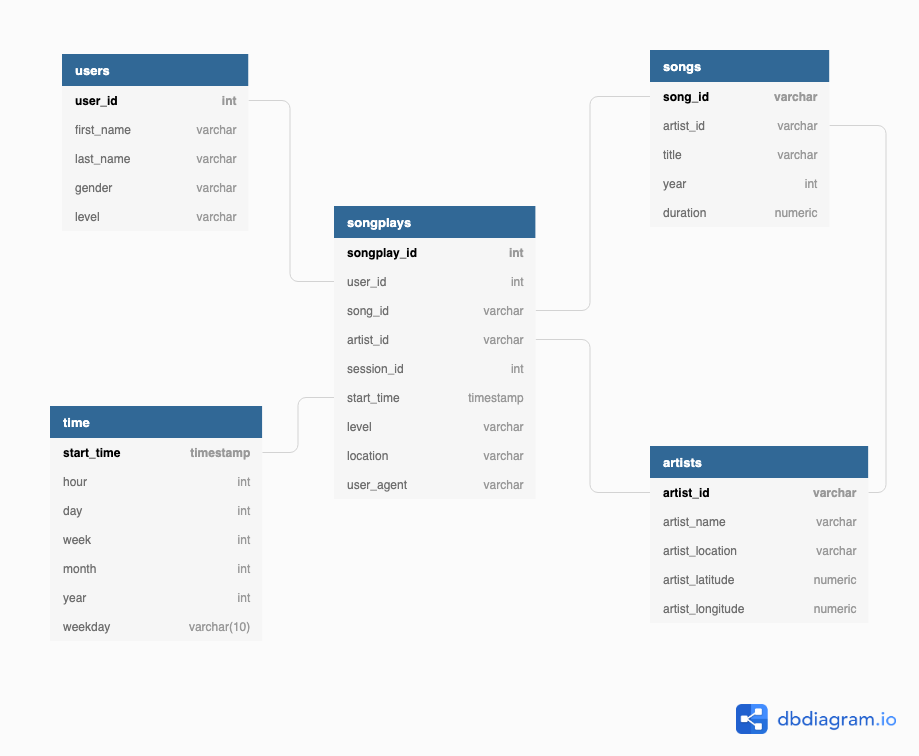 users
user_id int
first_name varchar
last_name varchar
gender varchar
level varchar
songs
song_id varchar
artist_id varchar
title varchar
year int
duration numeric
songplays
songplay_id int
user_id int
song_id varchar
artist_id varchar
session_id int
start_time timestamp
level varchar
location varchar
user_agent varchar
time
start_time timestamp
hour int
day int
week int
month int
year int
weekday varchar(10)
artists
artist_id varchar
artist_name varchar
artist_location varchar
artist_latitude numeric
artist_longitude numeric
dbdiagram.io